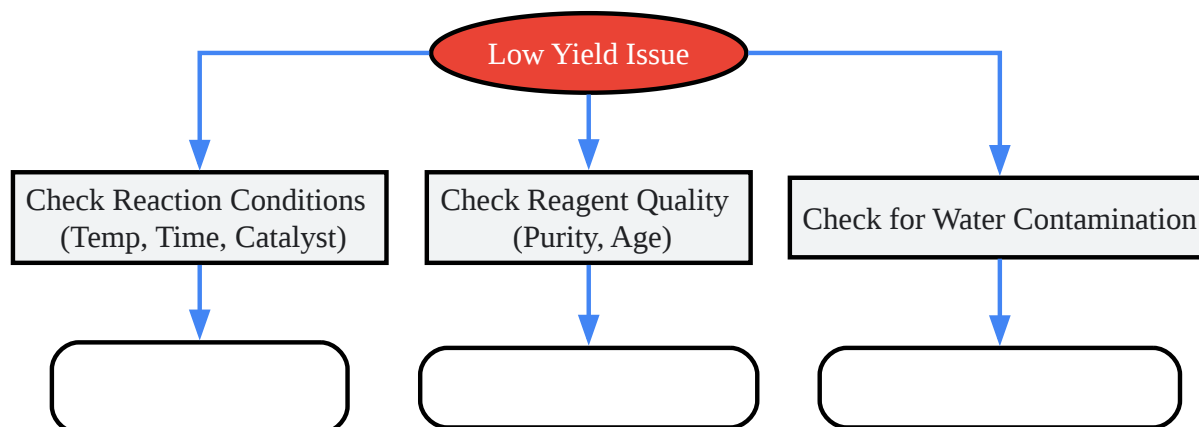 Low Yield Issue
Check Reaction Conditions
(Temp, Time, Catalyst)
Check Reagent Quality
(Purity, Age)
Check for Water Contamination